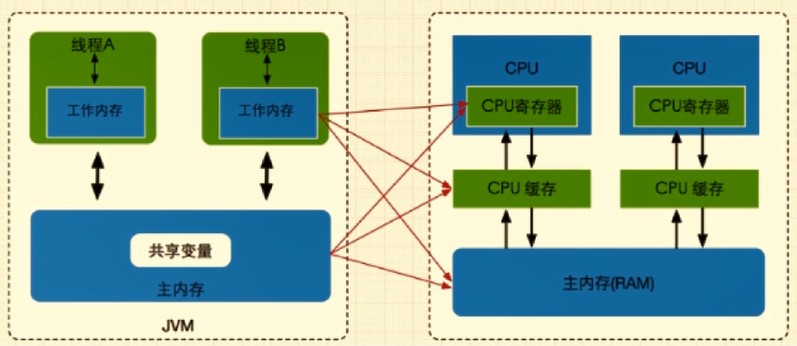 线程A
工作内存
线程B
工作内存
共享变量
主内存
JVM
CPU
CPU寄存器
CPU 缓存
CPU
CPU寄存器
CPU 缓存
主内存(RAM)